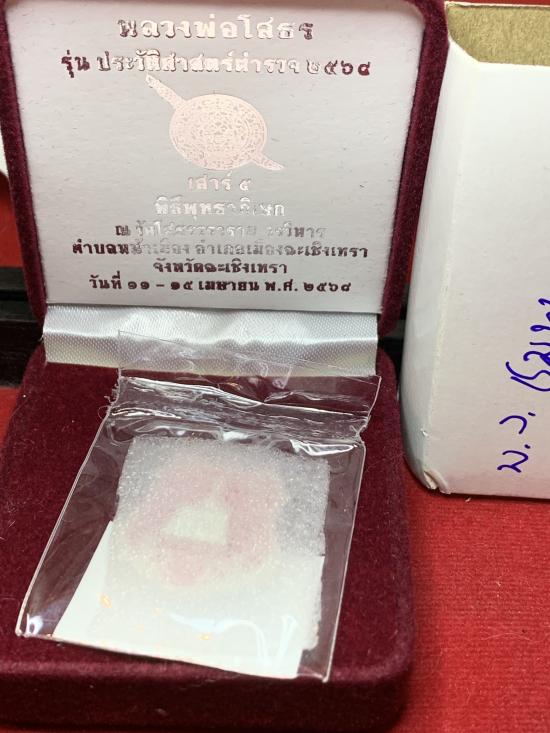 หลวงพ่อโสธร
รุ่น ประวัติศาสตร์ตำรวจ ๒๕๖๘
เสาร์ ๕
พิธีพุทธาภิเษก
ณ วัดโสธรวราราม วรวิหาร
ตำบลหน้าเมือง อำเภอเมืองฉะเชิงเทรา
จังหวัดฉะเชิงเทรา
วันที่ ๑๑ - ๑๕ เมษายน พ.ศ. ๒๕๖๘